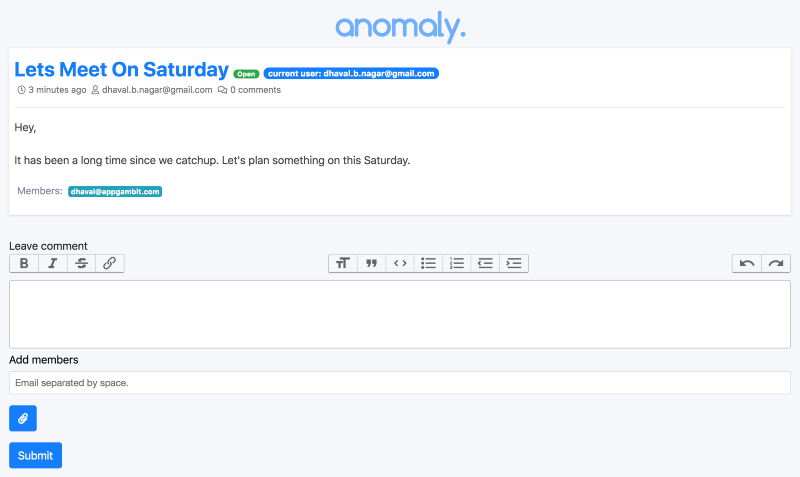 anomaly.
Lets Meet On Saturday Open current user: dhaval.b.nagar@gmail.com
3 minutes ago dhaval.b.nagar@gmail.com 0 comments
Hey,
It has been a long time since we catchup. Let's plan something on this Saturday.
Members: dhaval@appgambit.com
Leave comment
Add members
Email separated by space.
Submit